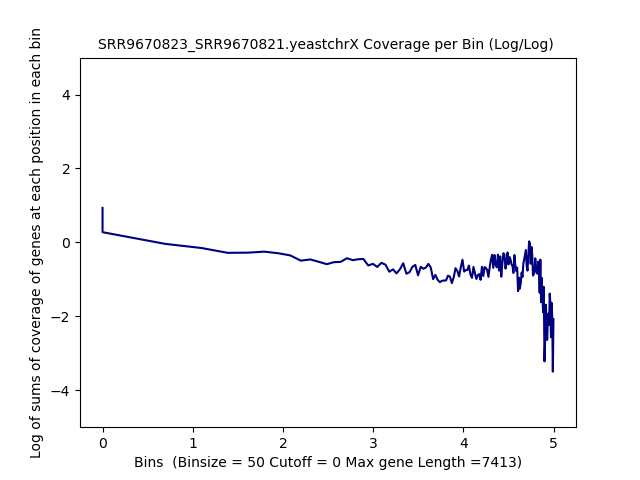 SRR9670823_SRR9670821.yeastchrX Coverage per Bin (Log/Log)
Log of sums of coverage of genes at each position in each bin
4
2
0
−2
−4
0 1 2 3 4 5
Bins  (Binsize = 50 Cutoff = 0 Max gene Length =7413)